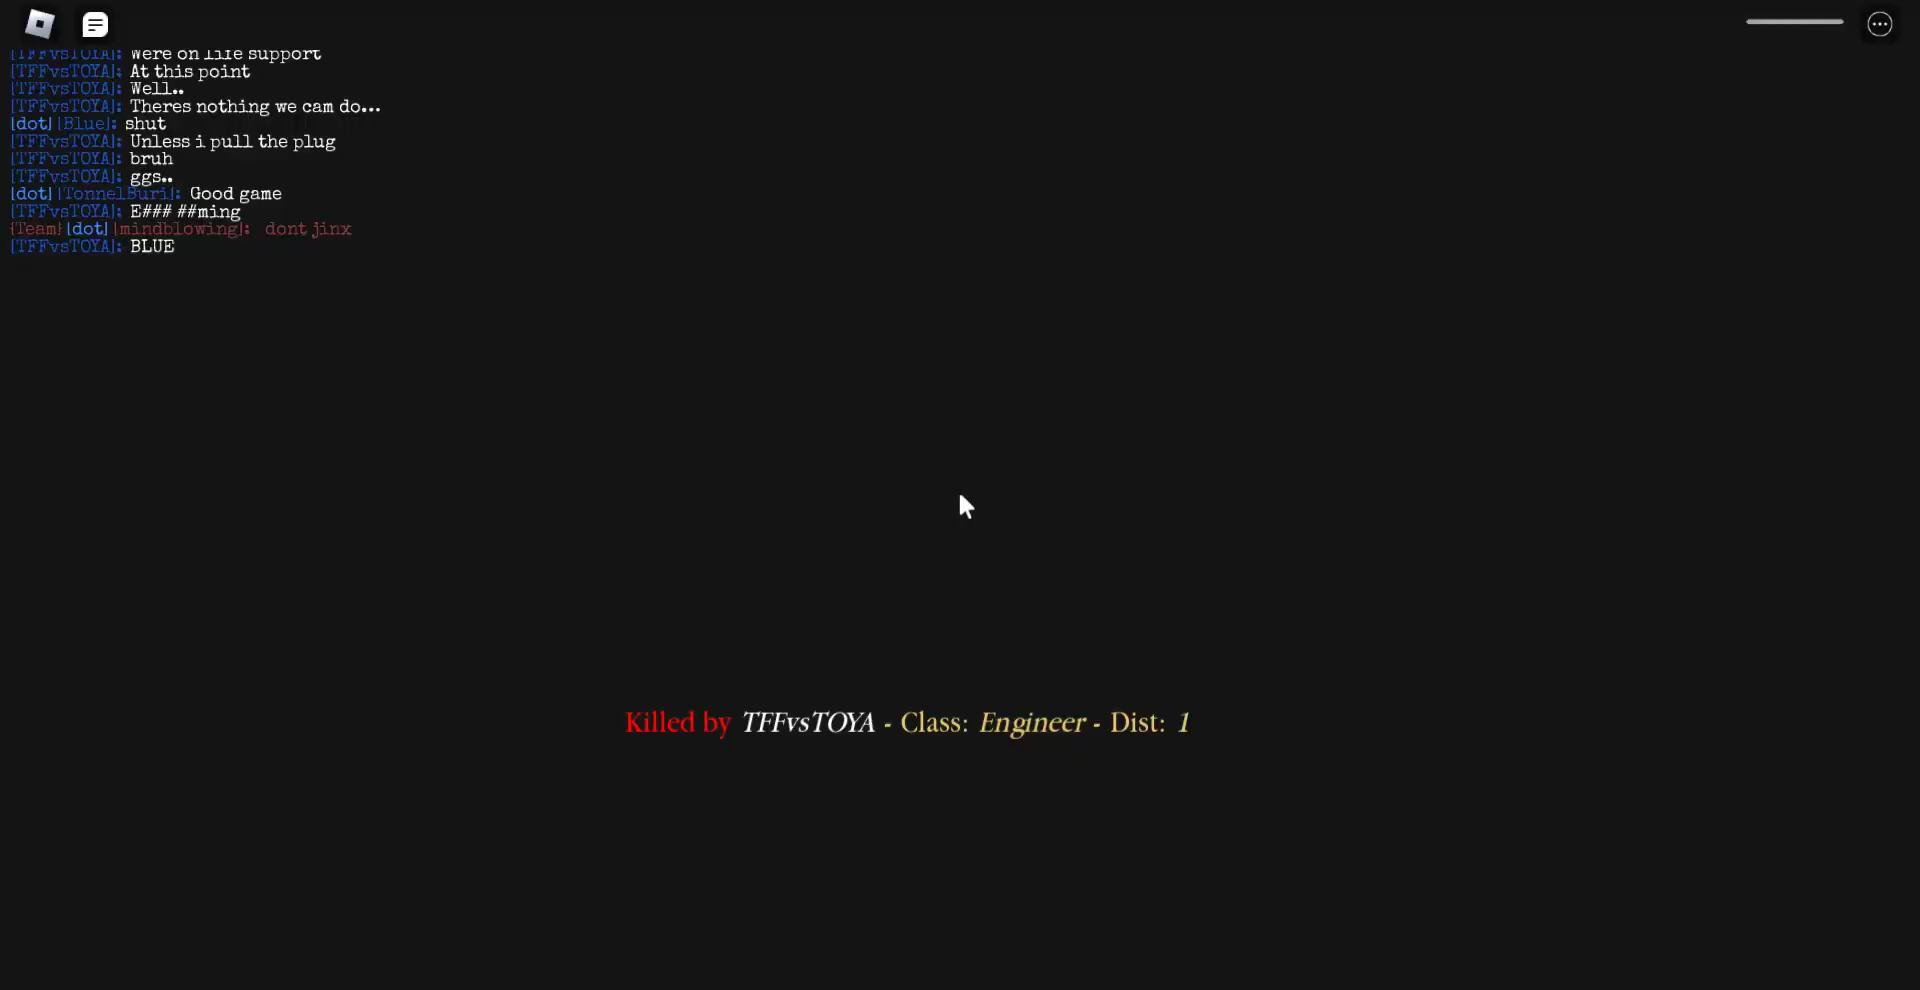 [TFFvsTOYA]: Were on life support
[TFFvsTOYA]: At this point
[TFFvsTOYA]: Well..
[TFFvsTOYA]: Theres nothing we cam do...
[dot][Blue]: shut
[TFFvsTOYA]: Unless i pull the plug
[TFFvsTOYA]: bruh
[TFFvsTOYA]: ggs..
[dot][TonnelBuri]: Good game
[TFFvsTOYA]: E### ##ming
{Team}[dot][mindblowing]: dont jinx
[TFFvsTOYA]: BLUE
Killed by TFFvsTOYA - Class: Engineer - Dist: 1